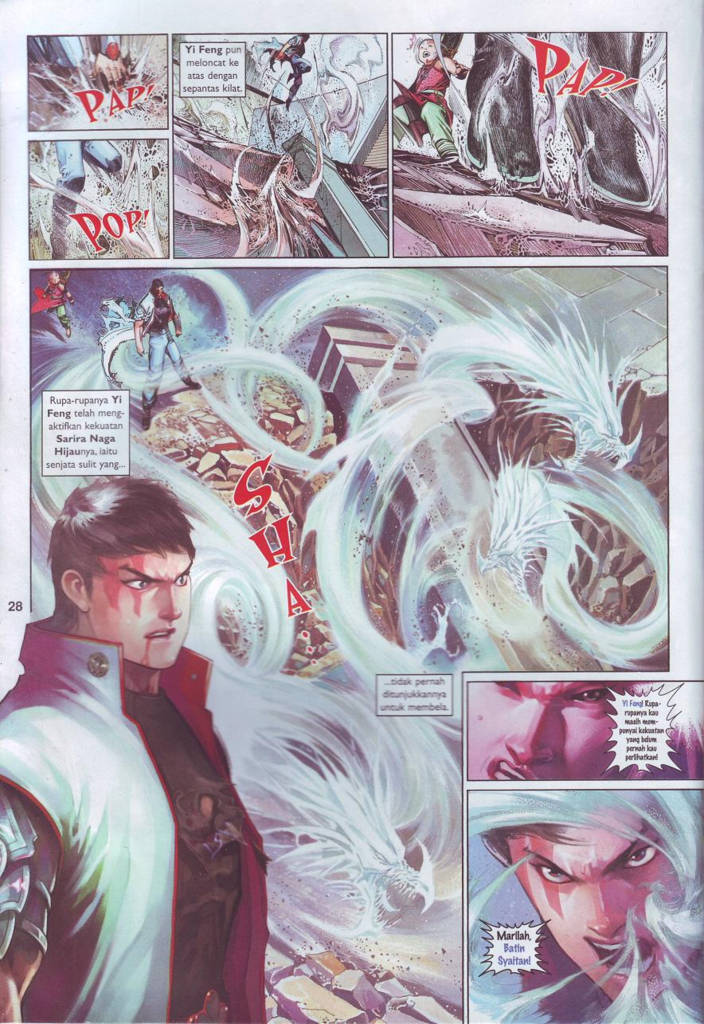 PAP!
Yi Feng pun
meloncat ke
atas dengan
sepantas kilat.
PAP!
POP!
Rupa-rupanya Yi
Feng telah meng-
aktifkan kekuatan
Sarira Naga
Hijaunya, iaitu
senjata sulit yang...
SHA..
28
...tidak pernah
ditunjukkannya
untuk membela.
Yi Feng! Rupa-
rupanya kau
masih mem-
punyai kekuatan
yang belum
pernah kau
perlihatkan!
Marilah,
Batin
Syaitan!